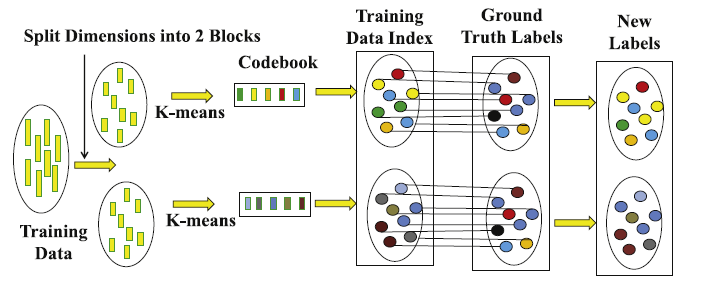 Split Dimensions into 2 Blocks
Training
Data Index
Ground
Truth Labels
New
Labels
Codebook
K-means
K-means
Training
Data